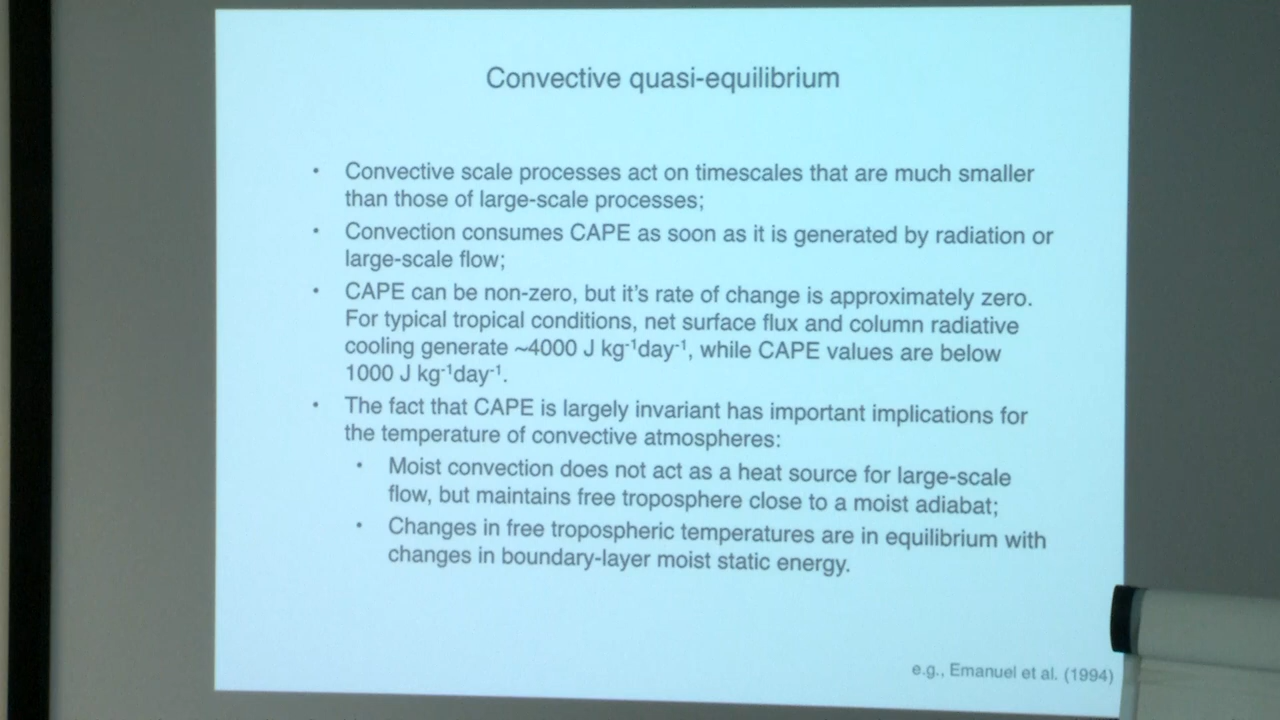 Convective quasi-equilibrium
• Convective scale processes act on timescales that are much smaller
than those of large-scale processes;
• Convection consumes CAPE as soon as it is generated by radiation or
large-scale flow;
• CAPE can be non-zero, but it's rate of change is approximately zero.
For typical tropical conditions, net surface flux and column radiative
cooling generate ~4000 J kg⁻¹day⁻¹, while CAPE values are below
1000 J kg⁻¹day⁻¹.
• The fact that CAPE is largely invariant has important implications for
the temperature of convective atmospheres:
• Moist convection does not act as a heat source for large-scale
flow, but maintains free troposphere close to a moist adiabat;
• Changes in free tropospheric temperatures are in equilibrium with
changes in boundary-layer moist static energy.
e.g., Emanuel et al. (1994)